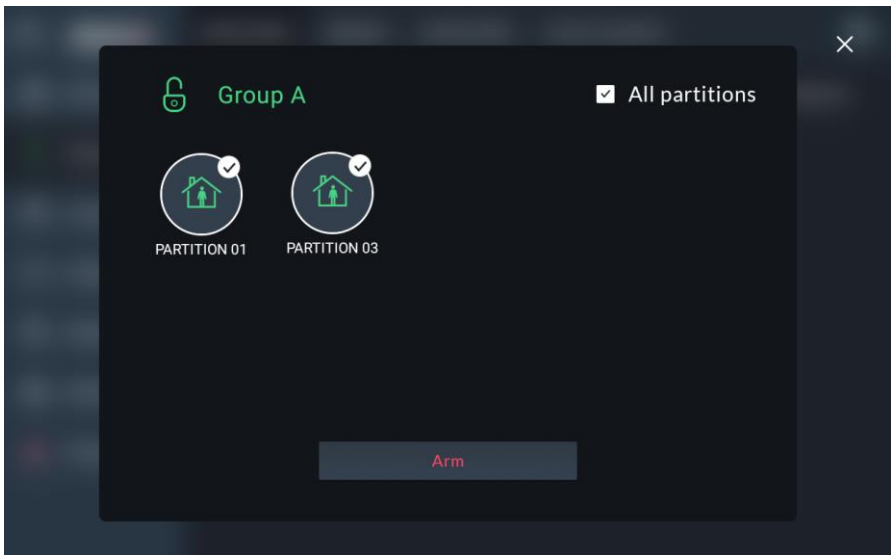 Group A
All partitions
PARTITION 01
PARTITION 03
Arm